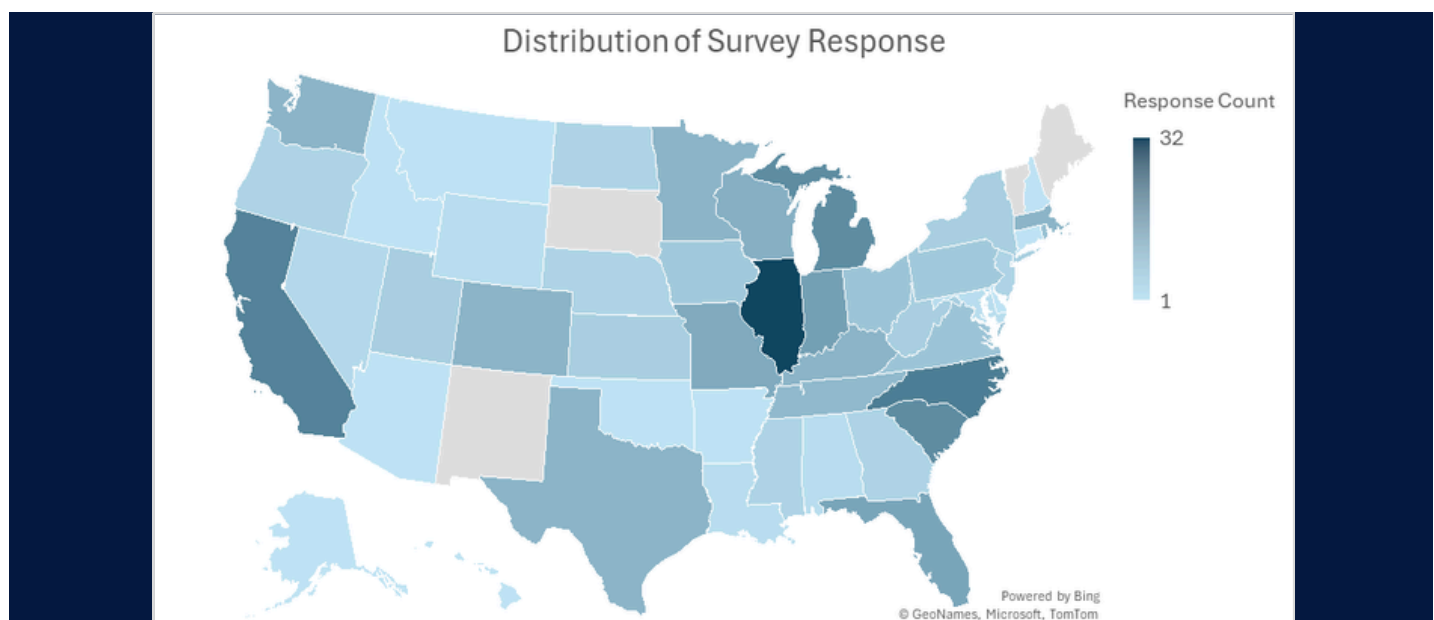 Distribution of Survey Response
Response Count
32
1
Powered by Bing
© GeoNames, Microsoft, TomTom